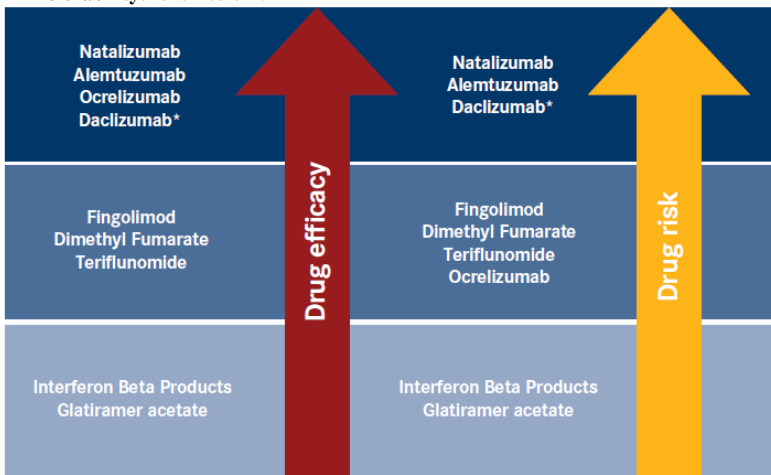 Natalizumab
Alemtuzumab
Ocrelizumab
Daclizumab*
Natalizumab
Alemtuzumab
Daclizumab*
Fingolimod
Dimethyl Fumarate
Teriflunomide
Drug efficacy
Fingolimod
Dimethyl Fumarate
Teriflunomide
Ocrelizumab
Drug risk
Interferon Beta Products
Glatiramer acetate
Interferon Beta Products
Glatiramer acetate